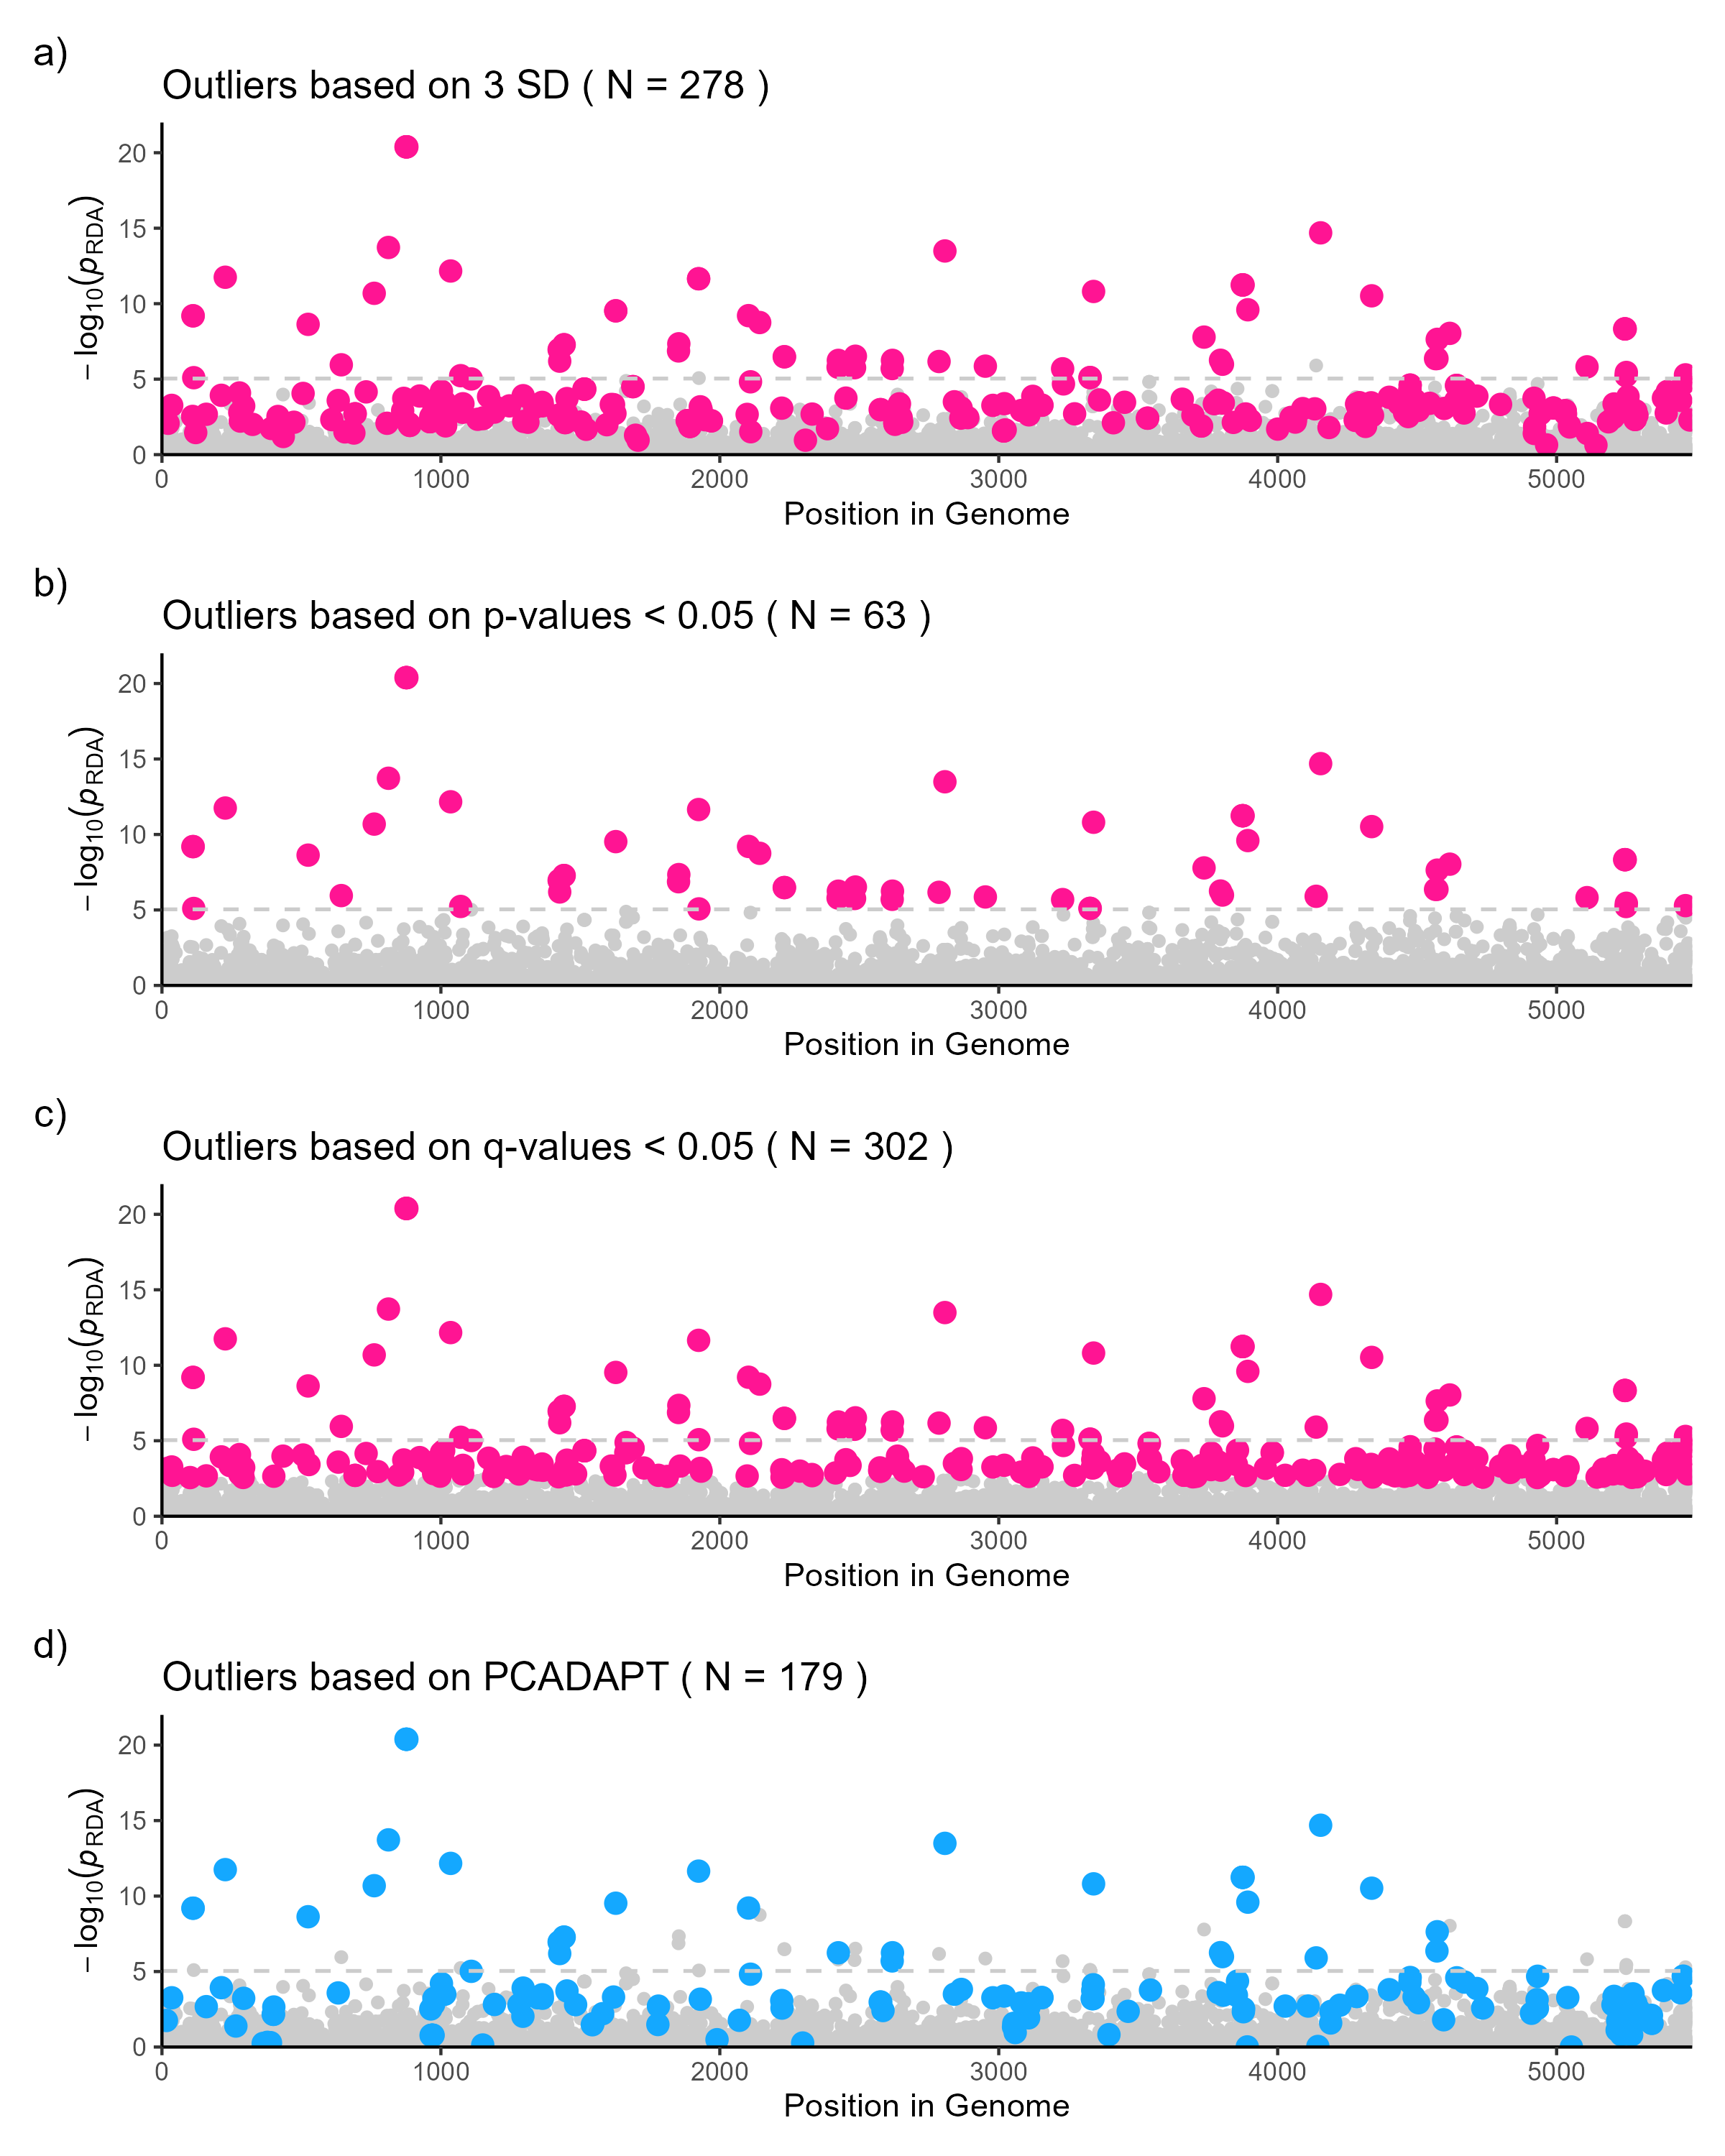 a)
Outliers based on 3 SD ( N = 278 )
− log10(pRDA)
20
15
10
5
0
0 1000 2000 3000 4000 5000
Position in Genome
b)
Outliers based on p-values < 0.05 ( N = 63 )
− log10(pRDA)
20
15
10
5
0
0 1000 2000 3000 4000 5000
Position in Genome
c)
Outliers based on q-values < 0.05 ( N = 302 )
− log10(pRDA)
20
15
10
5
0
0 1000 2000 3000 4000 5000
Position in Genome
d)
Outliers based on PCADAPT ( N = 179 )
− log10(pRDA)
20
15
10
5
0
0 1000 2000 3000 4000 5000
Position in Genome